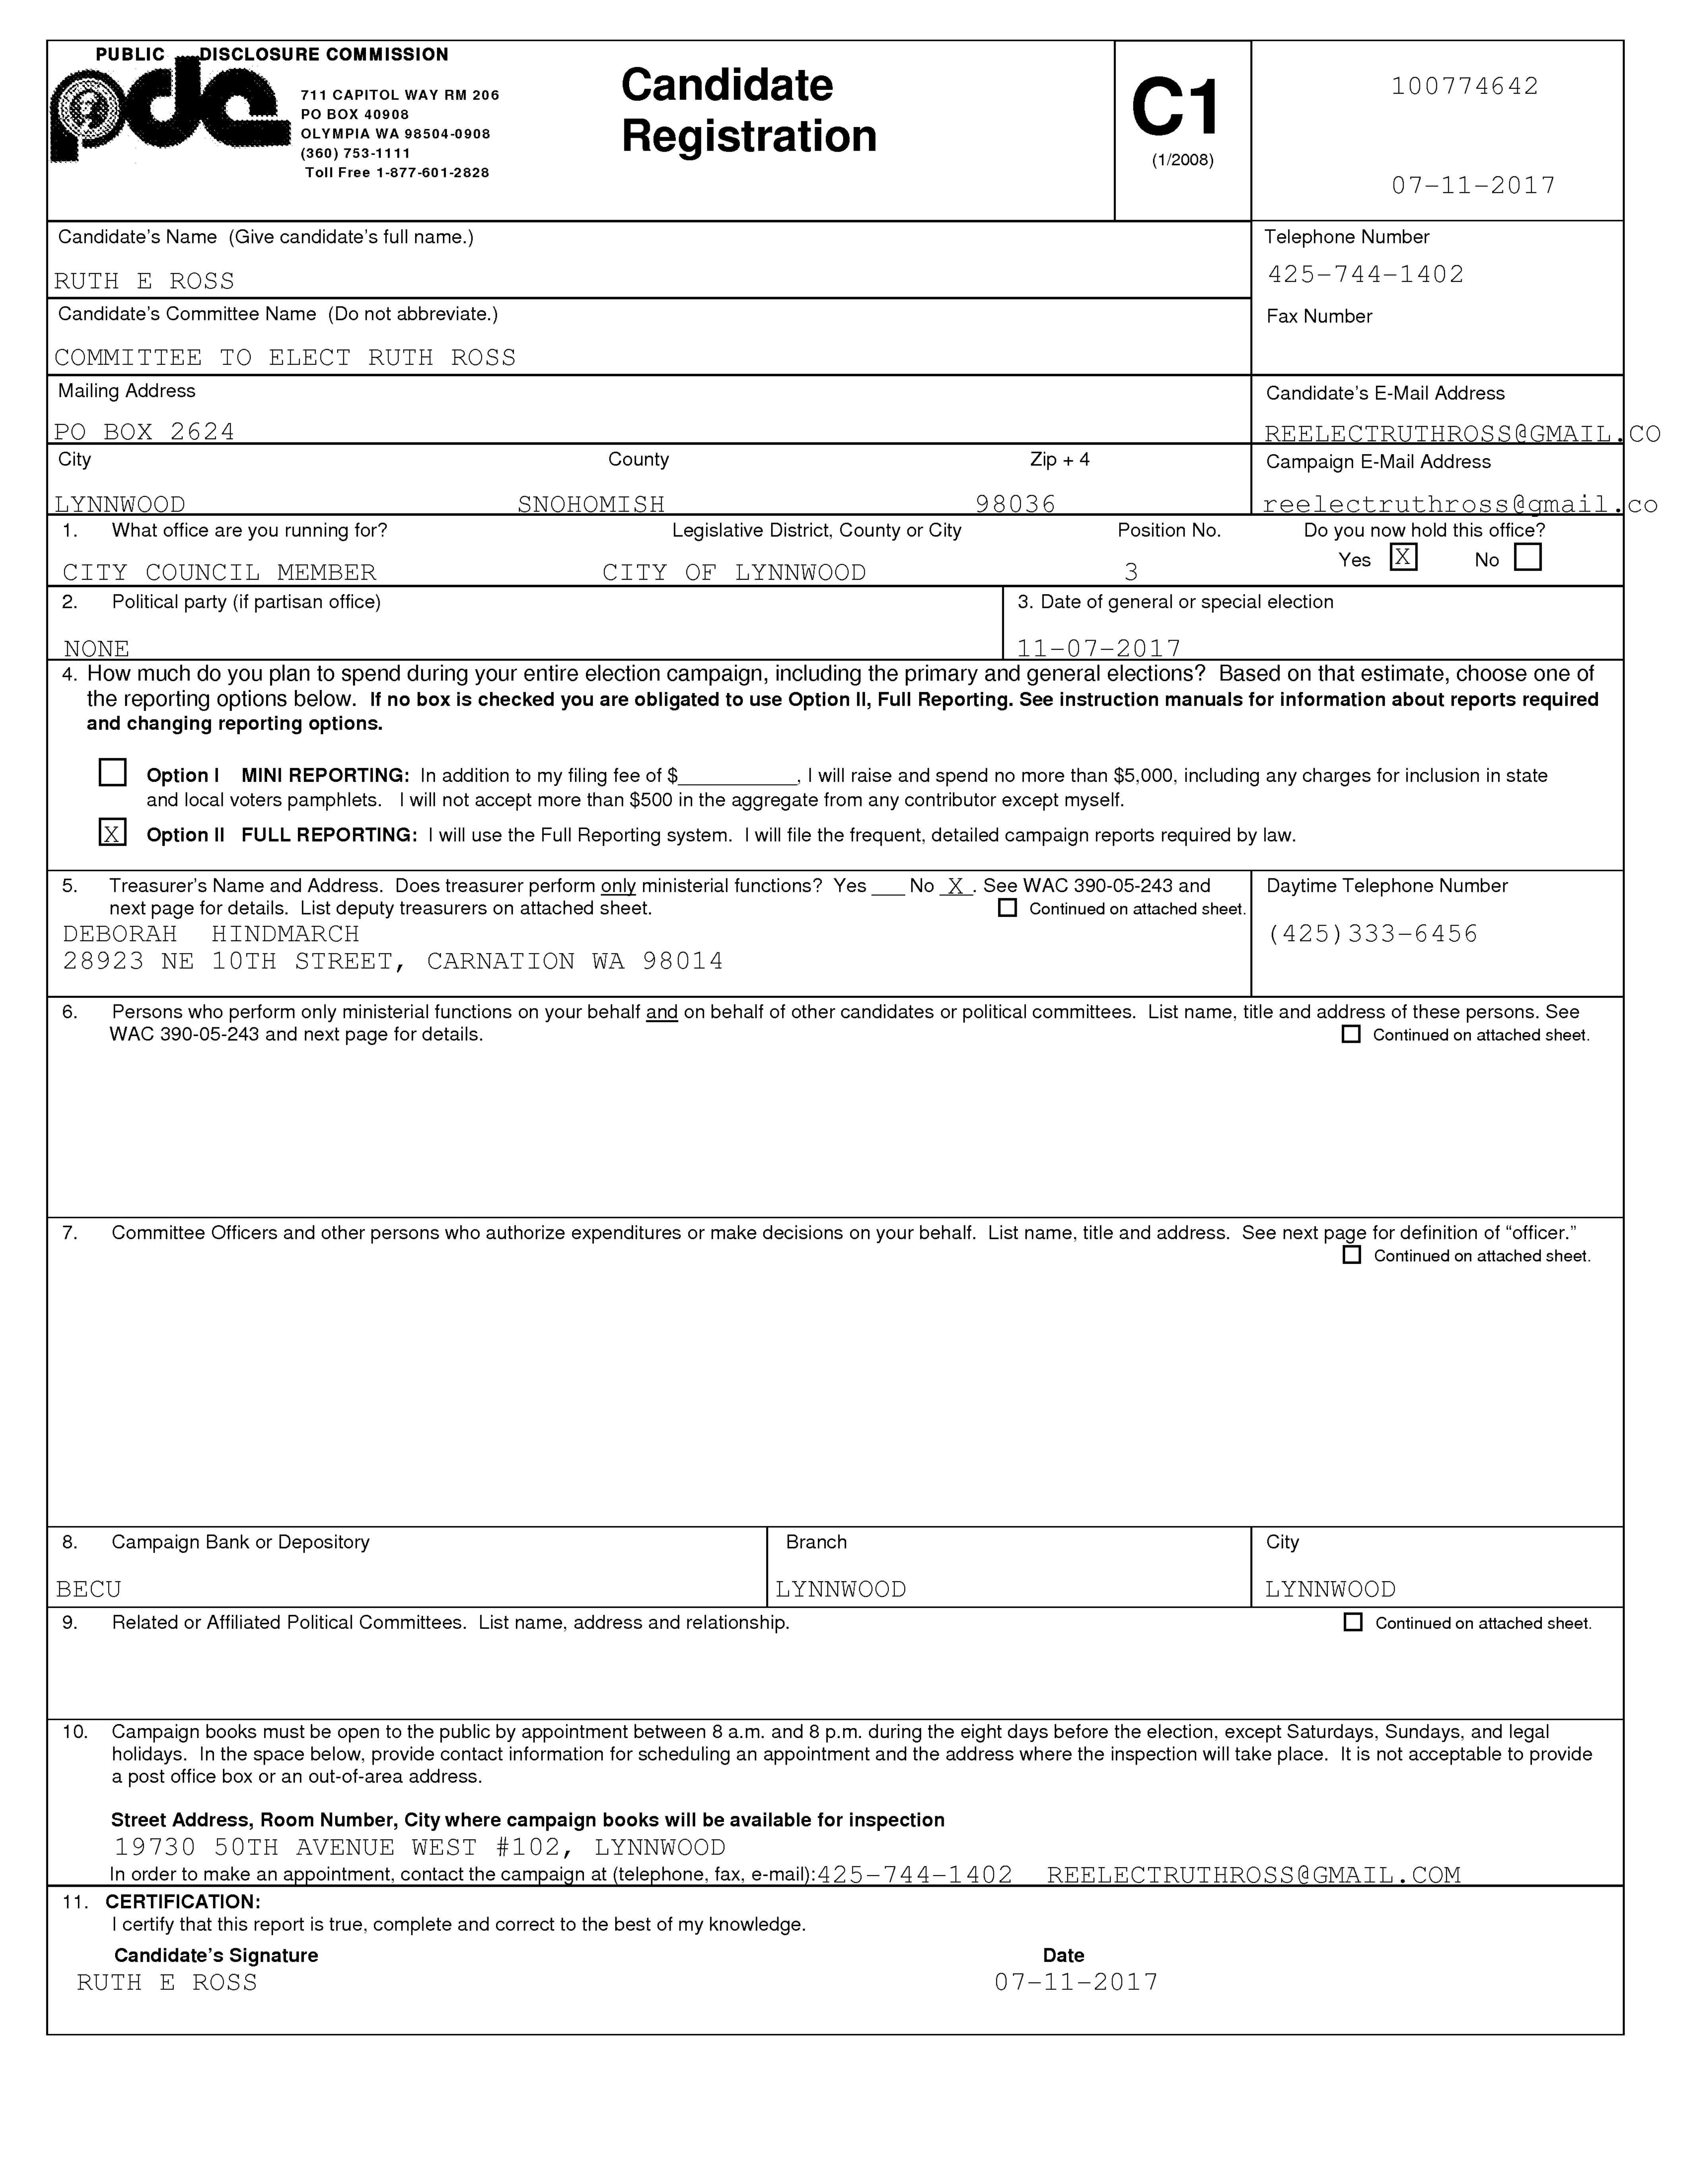 PUBLIC DISCLOSURE COMMISSION
pda
711 CAPITOL WAY RM 206
PO BOX 40908
OLYMPIA WA 98504-0908
(360) 753-1111
Toll Free 1-877-601-2828
Candidate
Registration
C1
(1/2008)
100774642
07-11-2017
Candidate's Name (Give candidate's full name.)
RUTH E ROSS
Telephone Number
425-744-1402
Candidate's Committee Name (Do not abbreviate.)
COMMITTEE TO ELECT RUTH ROSS
Fax Number
Mailing Address
PO BOX 2624
Candidate's E-Mail Address
REELECTRUTHROSS@GMAIL.CO
City County Zip + 4
LYNNWOOD SNOHOMISH 98036
Campaign E-Mail Address
reelectruthross@gmail.co
1. What office are you running for? Legislative District, County or City Position No. Do you now hold this office?
CITY COUNCIL MEMBER CITY OF LYNNWOOD 3 Yes X No
2. Political party (if partisan office)
NONE
3. Date of general or special election
11-07-2017
4. How much do you plan to spend during your entire election campaign, including the primary and general elections? Based on that estimate, choose one of
the reporting options below. If no box is checked you are obligated to use Option II, Full Reporting. See instruction manuals for information about reports required
and changing reporting options.
Option I MINI REPORTING: In addition to my filing fee of $___________, I will raise and spend no more than $5,000, including any charges for inclusion in state
and local voters pamphlets. I will not accept more than $500 in the aggregate from any contributor except myself.
X Option II FULL REPORTING: I will use the Full Reporting system. I will file the frequent, detailed campaign reports required by law.
5. Treasurer's Name and Address. Does treasurer perform only ministerial functions? Yes ___ No _X_. See WAC 390-05-243 and
next page for details. List deputy treasurers on attached sheet. Continued on attached sheet.
DEBORAH HINDMARCH
28923 NE 10TH STREET, CARNATION WA 98014
Daytime Telephone Number
(425)333-6456
6. Persons who perform only ministerial functions on your behalf and on behalf of other candidates or political committees. List name, title and address of these persons. See
WAC 390-05-243 and next page for details. Continued on attached sheet.
7. Committee Officers and other persons who authorize expenditures or make decisions on your behalf. List name, title and address. See next page for definition of “officer.”
Continued on attached sheet.
8. Campaign Bank or Depository
BECU
Branch
LYNNWOOD
City
LYNNWOOD
9. Related or Affiliated Political Committees. List name, address and relationship. Continued on attached sheet.
10. Campaign books must be open to the public by appointment between 8 a.m. and 8 p.m. during the eight days before the election, except Saturdays, Sundays, and legal
holidays. In the space below, provide contact information for scheduling an appointment and the address where the inspection will take place. It is not acceptable to provide
a post office box or an out-of-area address.
Street Address, Room Number, City where campaign books will be available for inspection
19730 50TH AVENUE WEST #102, LYNNWOOD
In order to make an appointment, contact the campaign at (telephone, fax, e-mail):425-744-1402 REELECTRUTHROSS@GMAIL.COM
11. CERTIFICATION:
I certify that this report is true, complete and correct to the best of my knowledge.
Candidate's Signature Date
RUTH E ROSS 07-11-2017